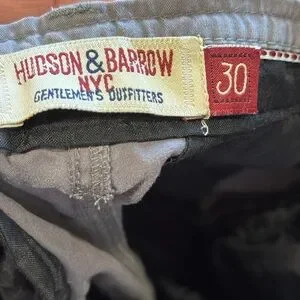 HUDSON & BARROW
NYC
GENTLEMEN'S OUTFITTERS
30